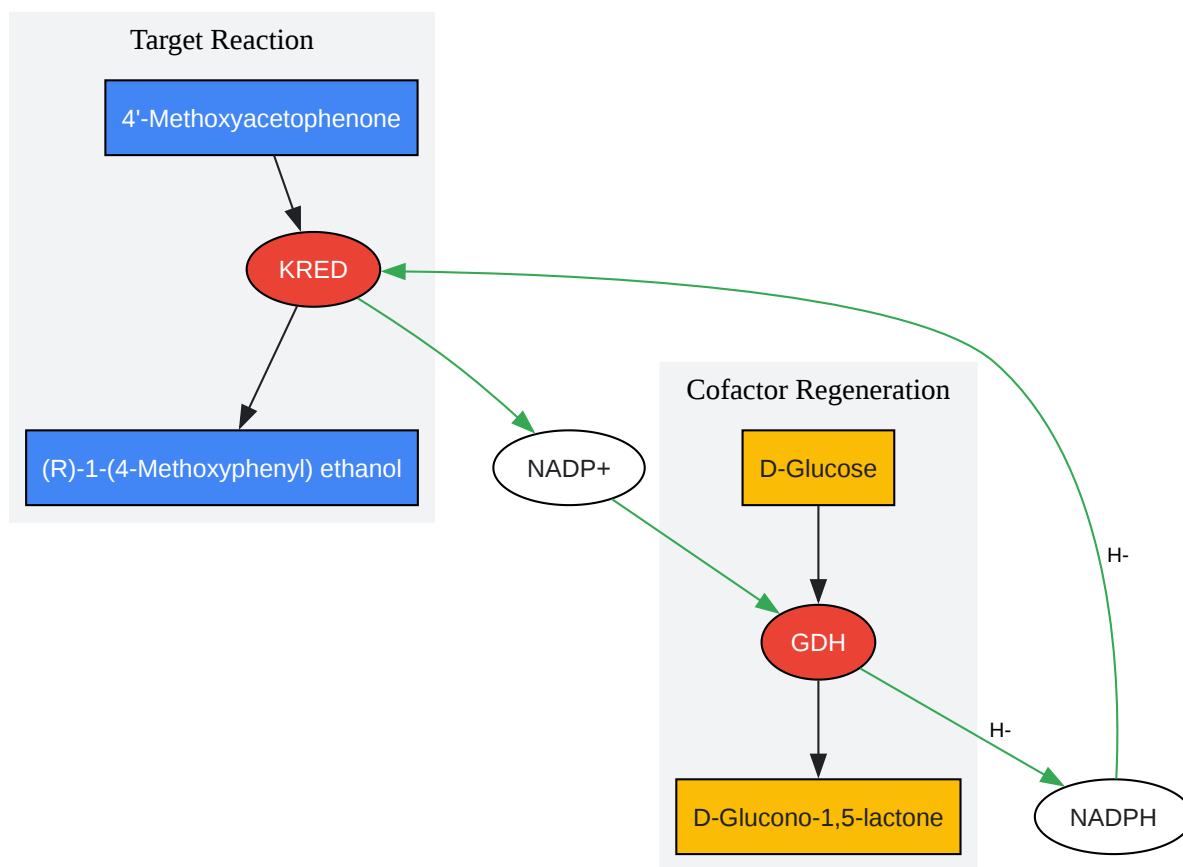 Target Reaction
4'-Methoxyacetophenone
KRED
Cofactor Regeneration
(R)-1-(4-Methoxyphenyl) ethanol
NADP+
D-Glucose
H-
GDH
H-
D-Glucono-1,5-lactone
NADPH